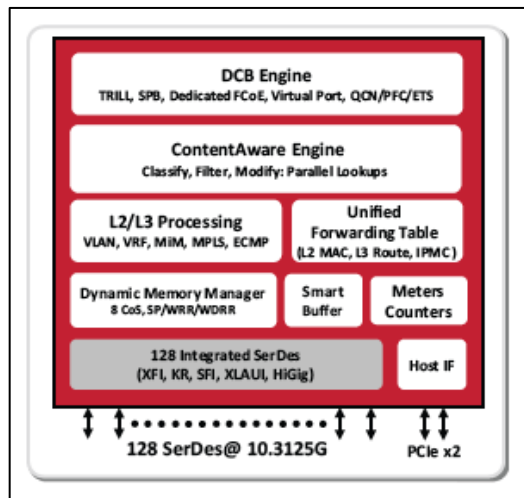 DCB Engine
TRILL, SPB, Dedicated FCoE, Virtual Port, QCN/PFC/ETS
ContentAware Engine
Classify, Filter, Modify: Parallel Lookups
L2/L3 Processing
VLAN, VRF, MiM, MPLS, ECMP
Unified
Forwarding Table
(L2 MAC, L3 Route, IPMC)
Dynamic Memory Manager
8 CoS, SP/WRR/WDRR
Smart
Buffer
Meters
Counters
128 Integrated SerDes
(XFI, KR, SFI, XLAUI, HiGig)
Host IF
128 SerDes@ 10.3125G
PCIe x2